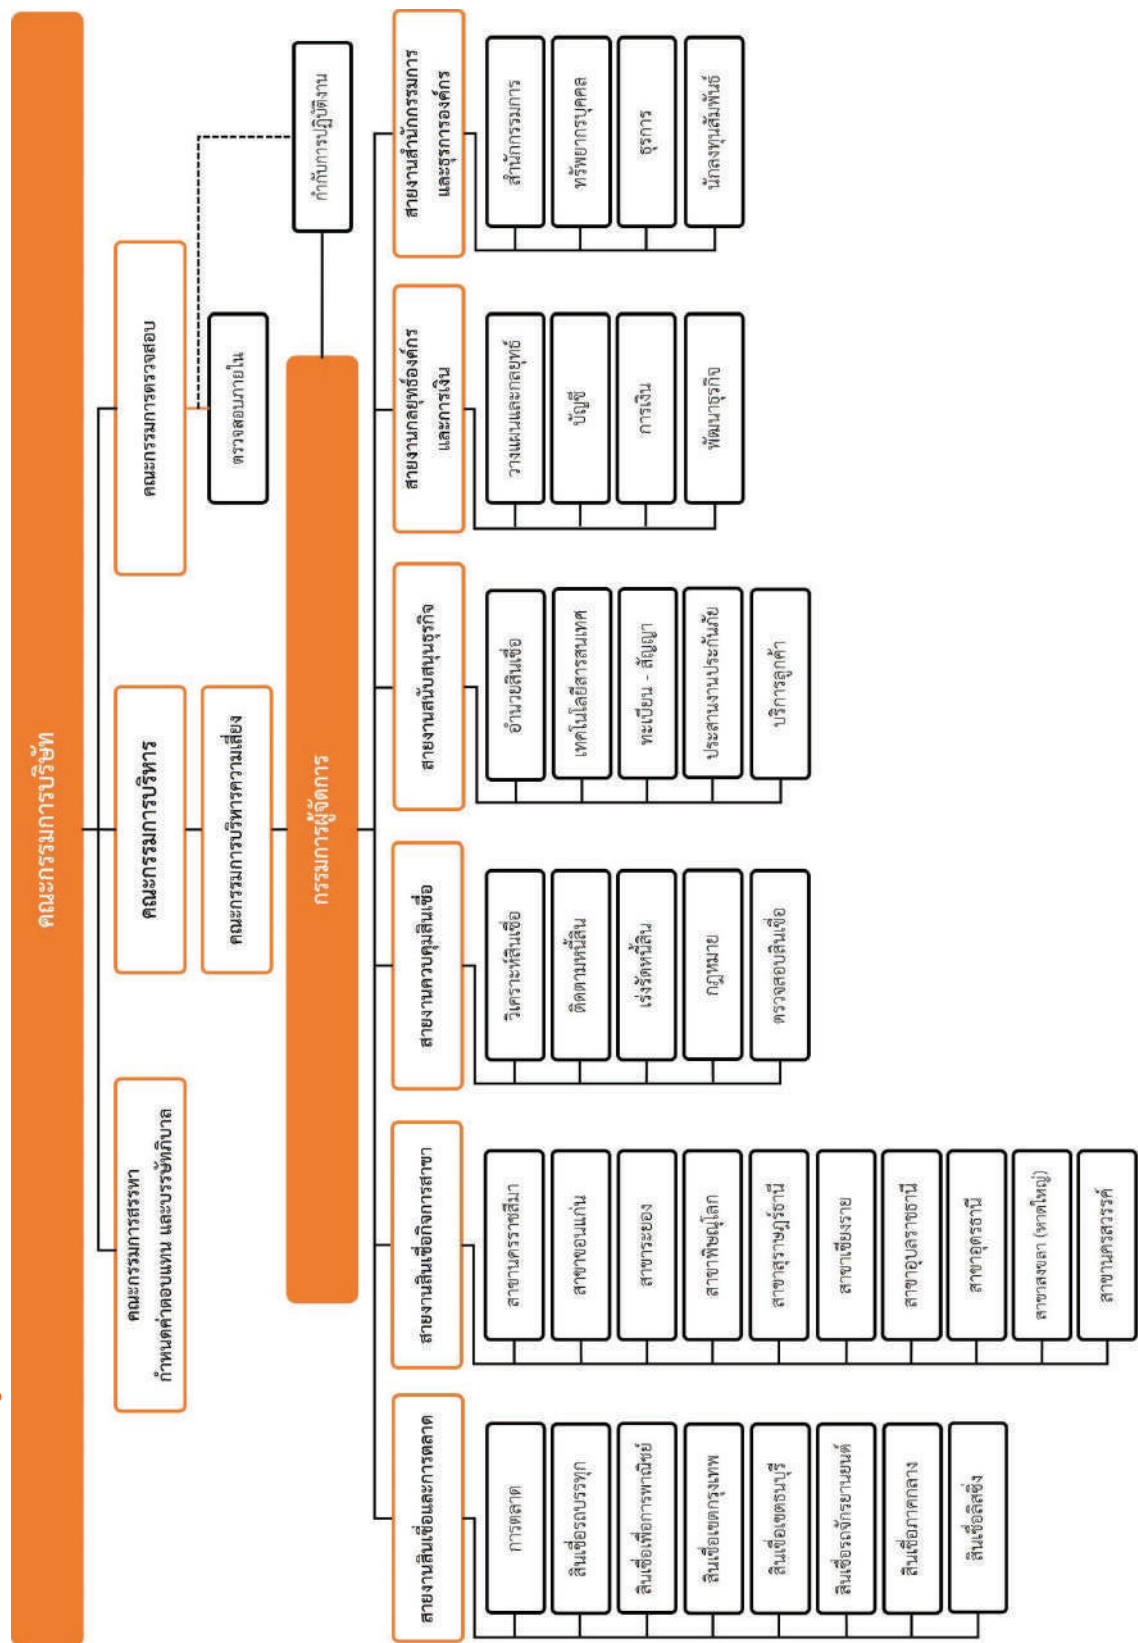 คณะกรรมการบริษัท
คณะกรรมการสรรหา
กำหนดค่าตอบแทน และบรรษัทภิบาล
คณะกรรมการบริหาร
คณะกรรมการตรวจสอบ
คณะกรรมการบริหารความเสี่ยง
ตรวจสอบภายใน
กรรมการผู้จัดการ
กำกับการปฏิบัติงาน
สายงานสินเชื่อและการตลาด
การตลาด
สินเชื่อรถบรรทุก
สินเชื่อเพื่อการพาณิชย์
สินเชื่อเขตกรุงเทพ
สินเชื่อเขตธนบุรี
สินเชื่อรถจักรยานยนต์
สินเชื่อภาคกลาง
สินเชื่อลิสซิ่ง
สายงานสินเชื่อกิจการสาขา
สาขานครราชสีมา
สาขาขอนแก่น
สาขาระยอง
สาขาพิษณุโลก
สาขาสุราษฎร์ธานี
สาขาเชียงราย
สาขาอุบลราชธานี
สาขาอุดรธานี
สาขาสงขลา (หาดใหญ่)
สาขานครสวรรค์
สายงานควบคุมสินเชื่อ
วิเคราะห์สินเชื่อ
ติดตามหนี้สิน
เร่งรัดหนี้สิน
กฎหมาย
ตรวจสอบสินเชื่อ
สายงานสนับสนุนธุรกิจ
อำนวยสินเชื่อ
เทคโนโลยีสารสนเทศ
ทะเบียน - สัญญา
ประสานงานประกันภัย
บริการลูกค้า
สายงานกลยุทธ์องค์กร
และการเงิน
วางแผนและกลยุทธ์
บัญชี
การเงิน
พัฒนาธุรกิจ
สายงานสำนักกรรมการ
และธุรการองค์กร
สำนักกรรมการ
ทรัพยากรบุคคล
ธุรการ
นักลงทุนสัมพันธ์